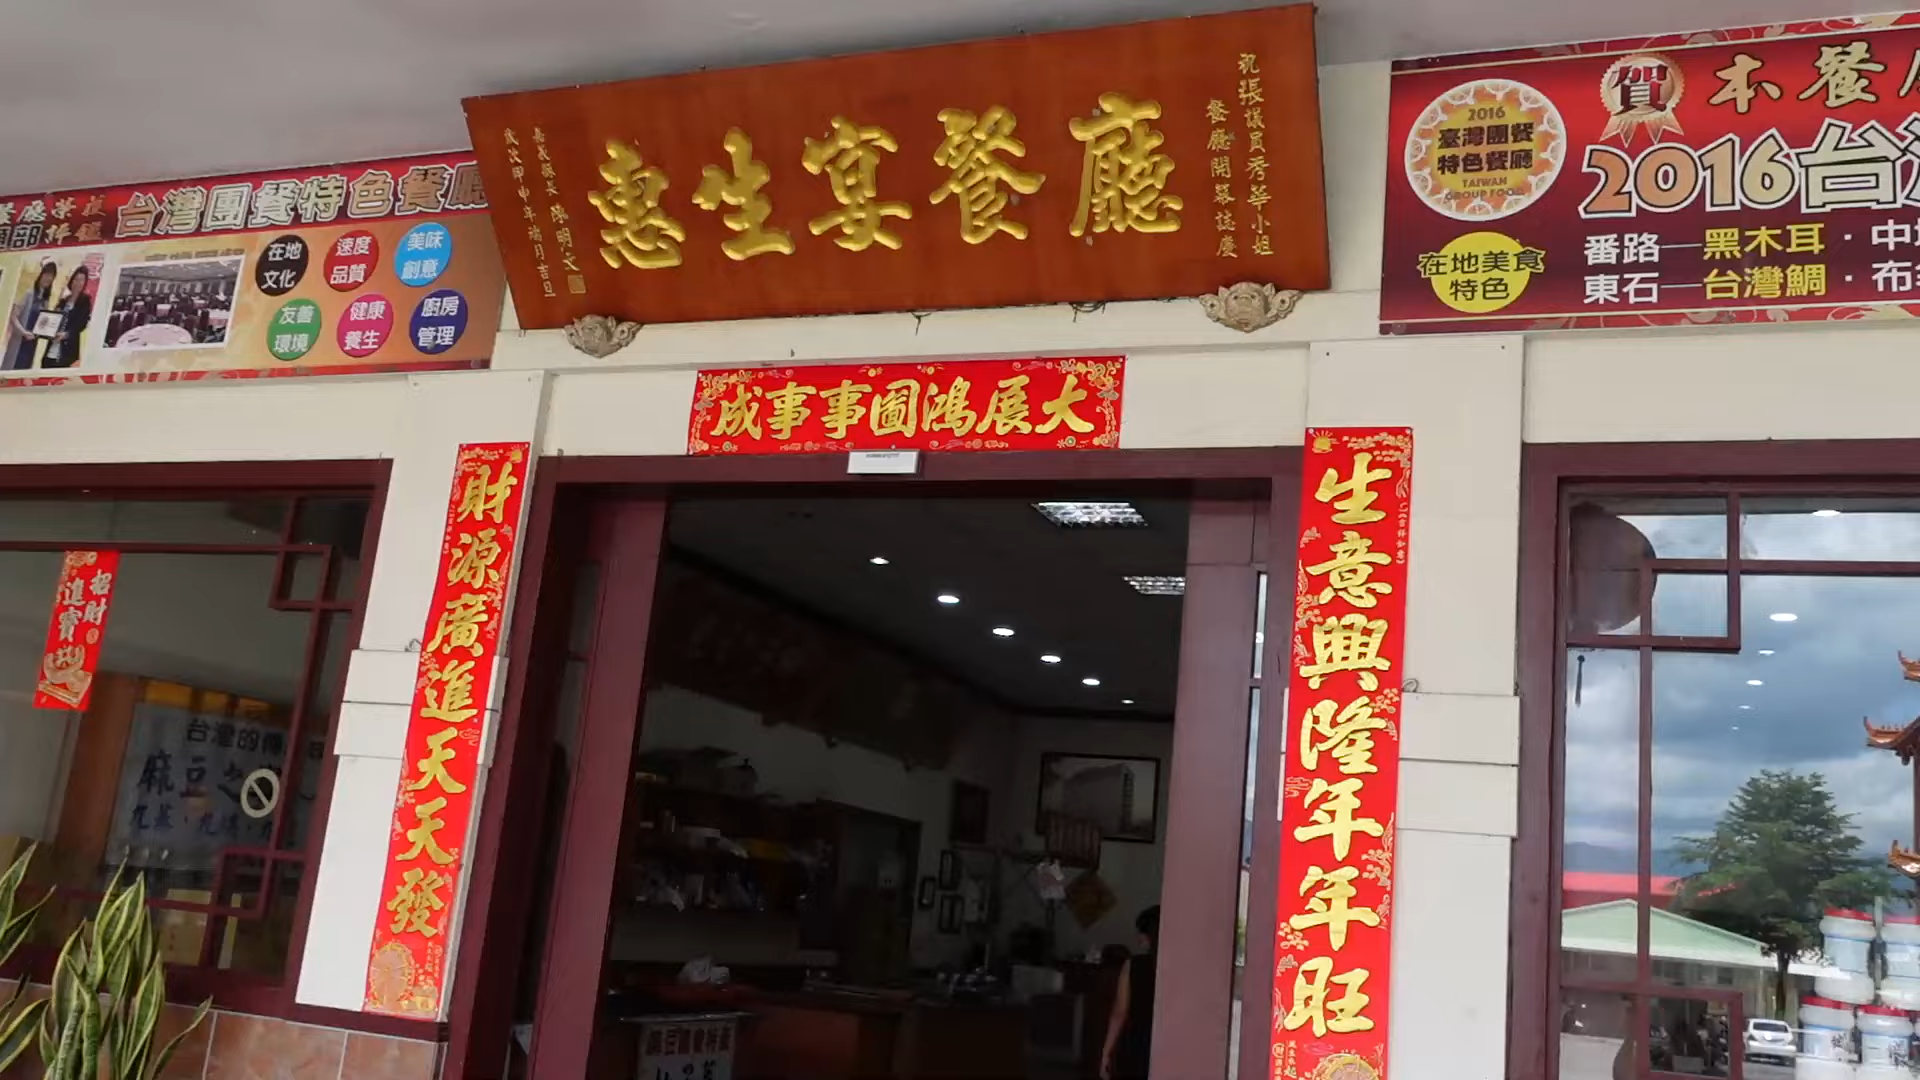 惠生宴餐廳
祝張議員秀華小姐
餐廳開幕誌慶
嘉義縣長 陳明文
歲次甲申年瑞月吉旦
台灣團餐特色餐廳
在地文化
速度品質
美味創意
友善環境
健康養生
廚房管理
2016
臺灣團餐
特色餐廳
TAIWAN
GROUP FOOD
賀
本餐
2016台
在地美食
特色
番路─黑木耳·中
東石─台灣鯛·布
大展鴻圖事事成
生意興隆年年旺
財源廣進天天發
招財
進寶
台灣的傳
麻豆之